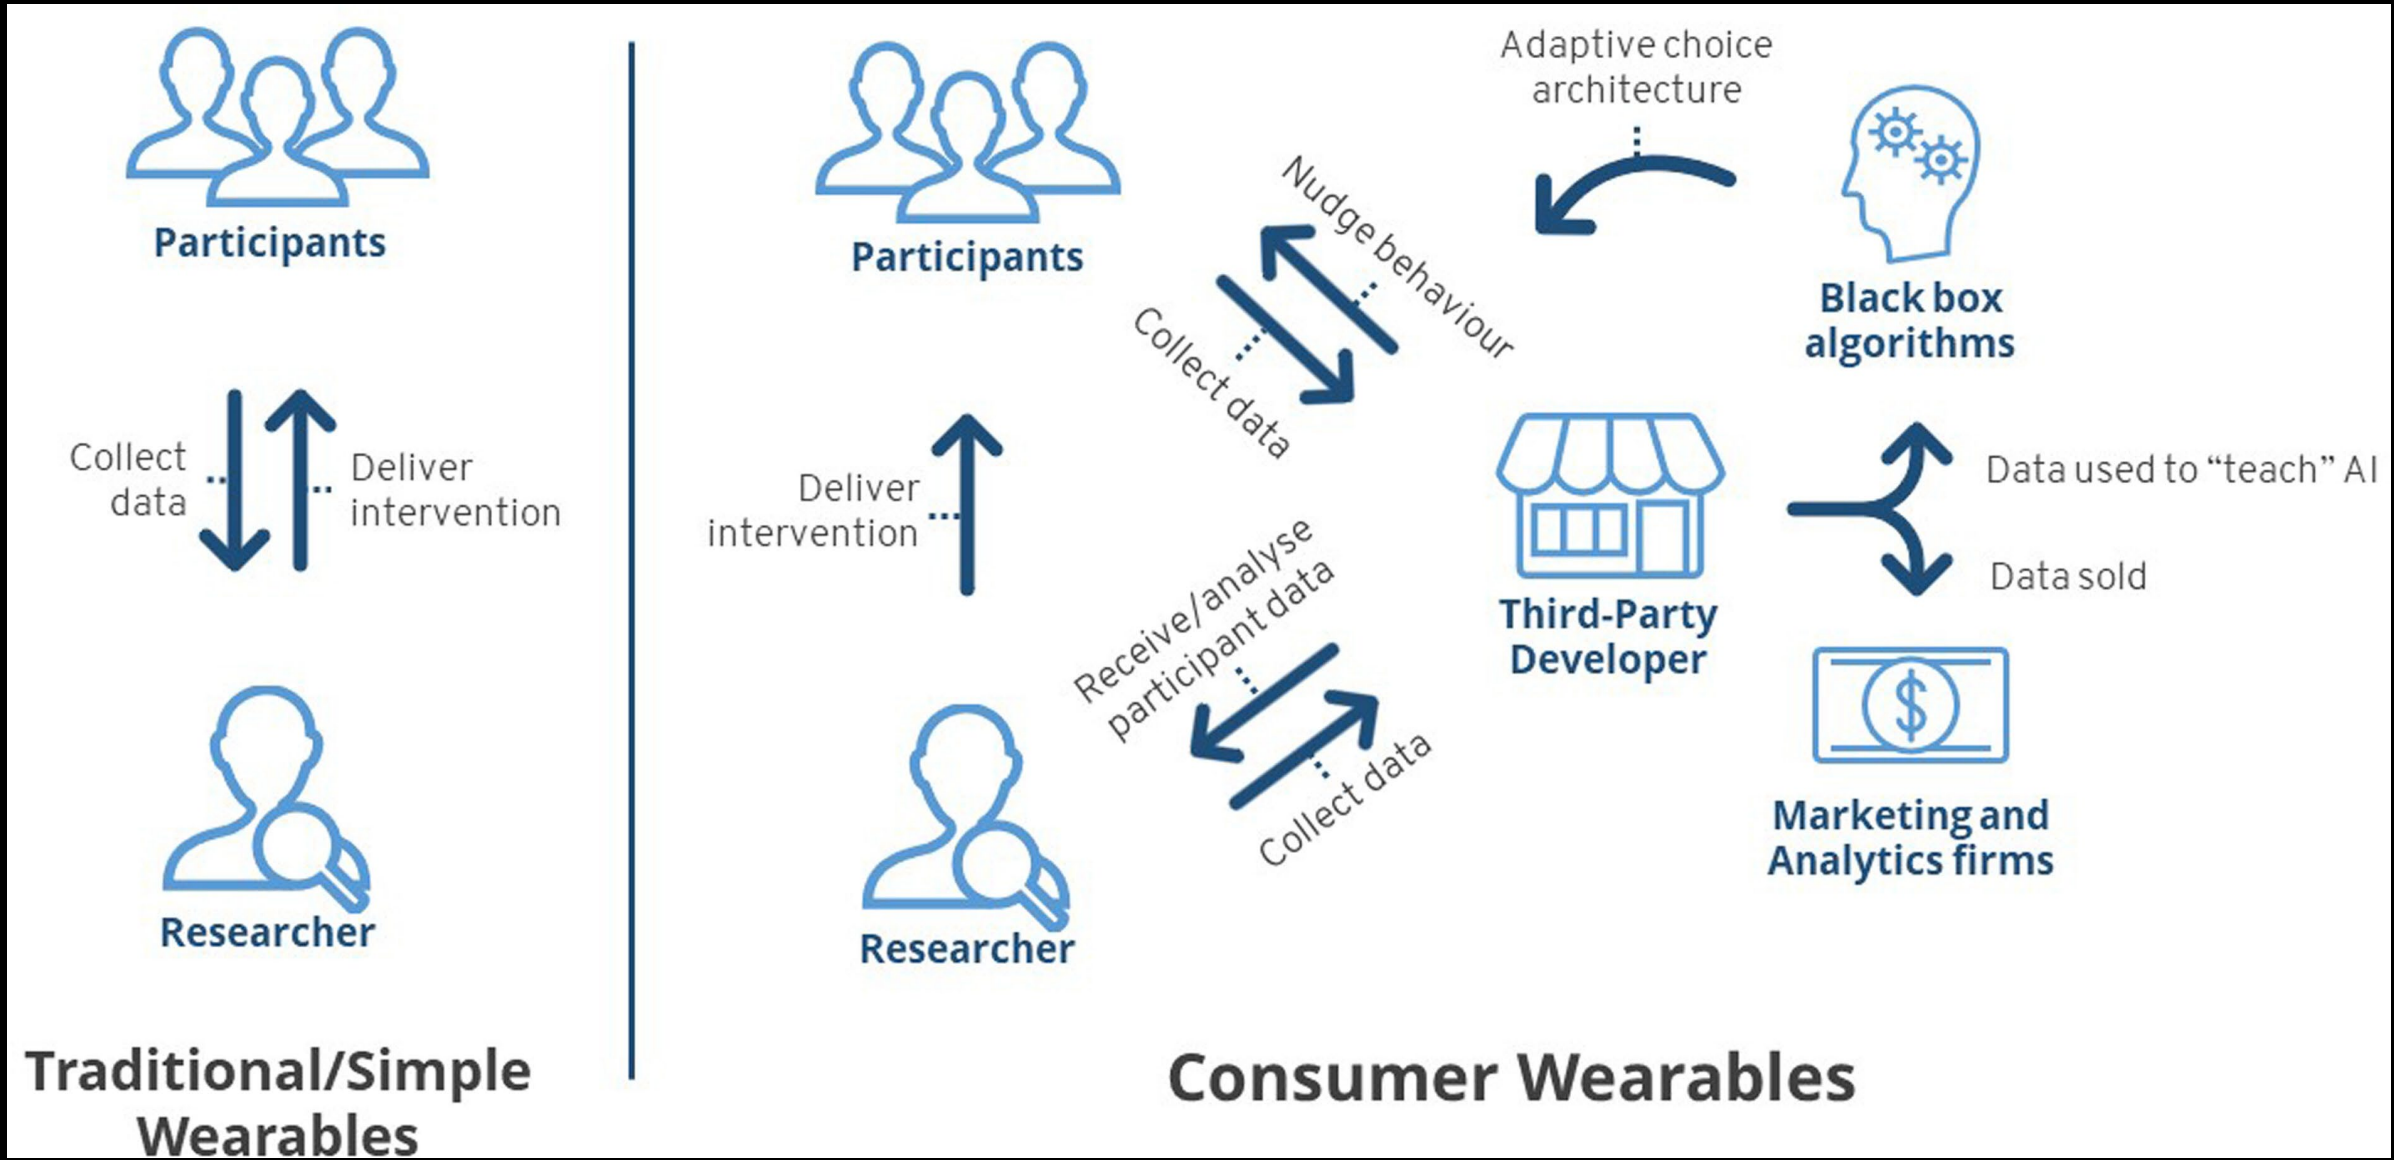 Participants
Collect
data
Deliver
intervention
Researcher
Traditional/Simple
Wearables
Participants
Deliver
intervention
Researcher
Nudge behaviour
Collect data
Receive/analyse
participant data
Collect data
Adaptive choice
architecture
Black box
algorithms
Third-Party
Developer
Data used to “teach” AI
Data sold
$
Marketing and
Analytics firms
Consumer Wearables